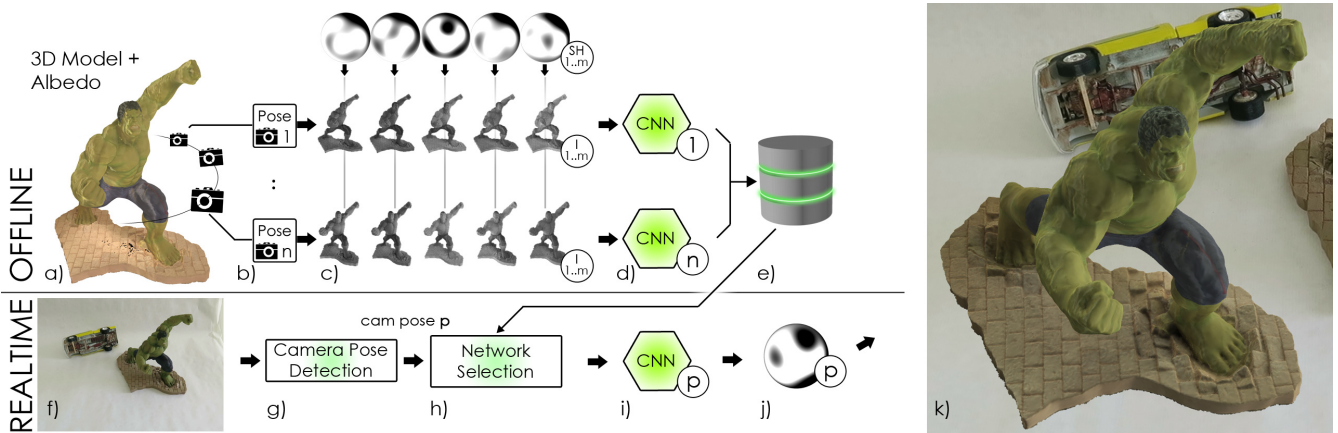 3D Model +
Albedo
OFFLINE
a)
b)
Pose
1
:
Pose
n
c)
SH
1..m
I
1..m
I
1..m
CNN
1
CNN
n
d)
e)
REALTIME
f)
g)
Camera Pose
Detection
cam pose p
h)
Network
Selection
i)
CNN
p
j)
p
k)